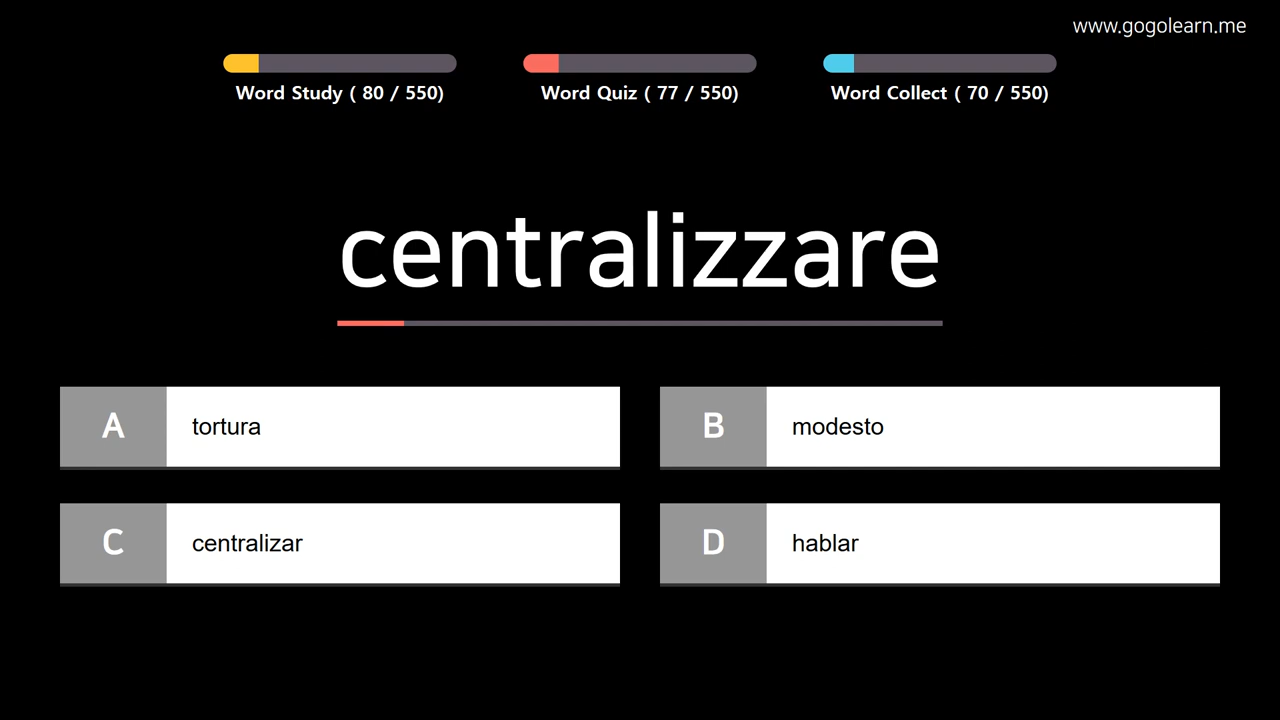 www.gogolearn.me
Word Study ( 80 / 550)
Word Quiz ( 77 / 550)
Word Collect ( 70 / 550)
centralizzare
A tortura
B modesto
C centralizar
D hablar